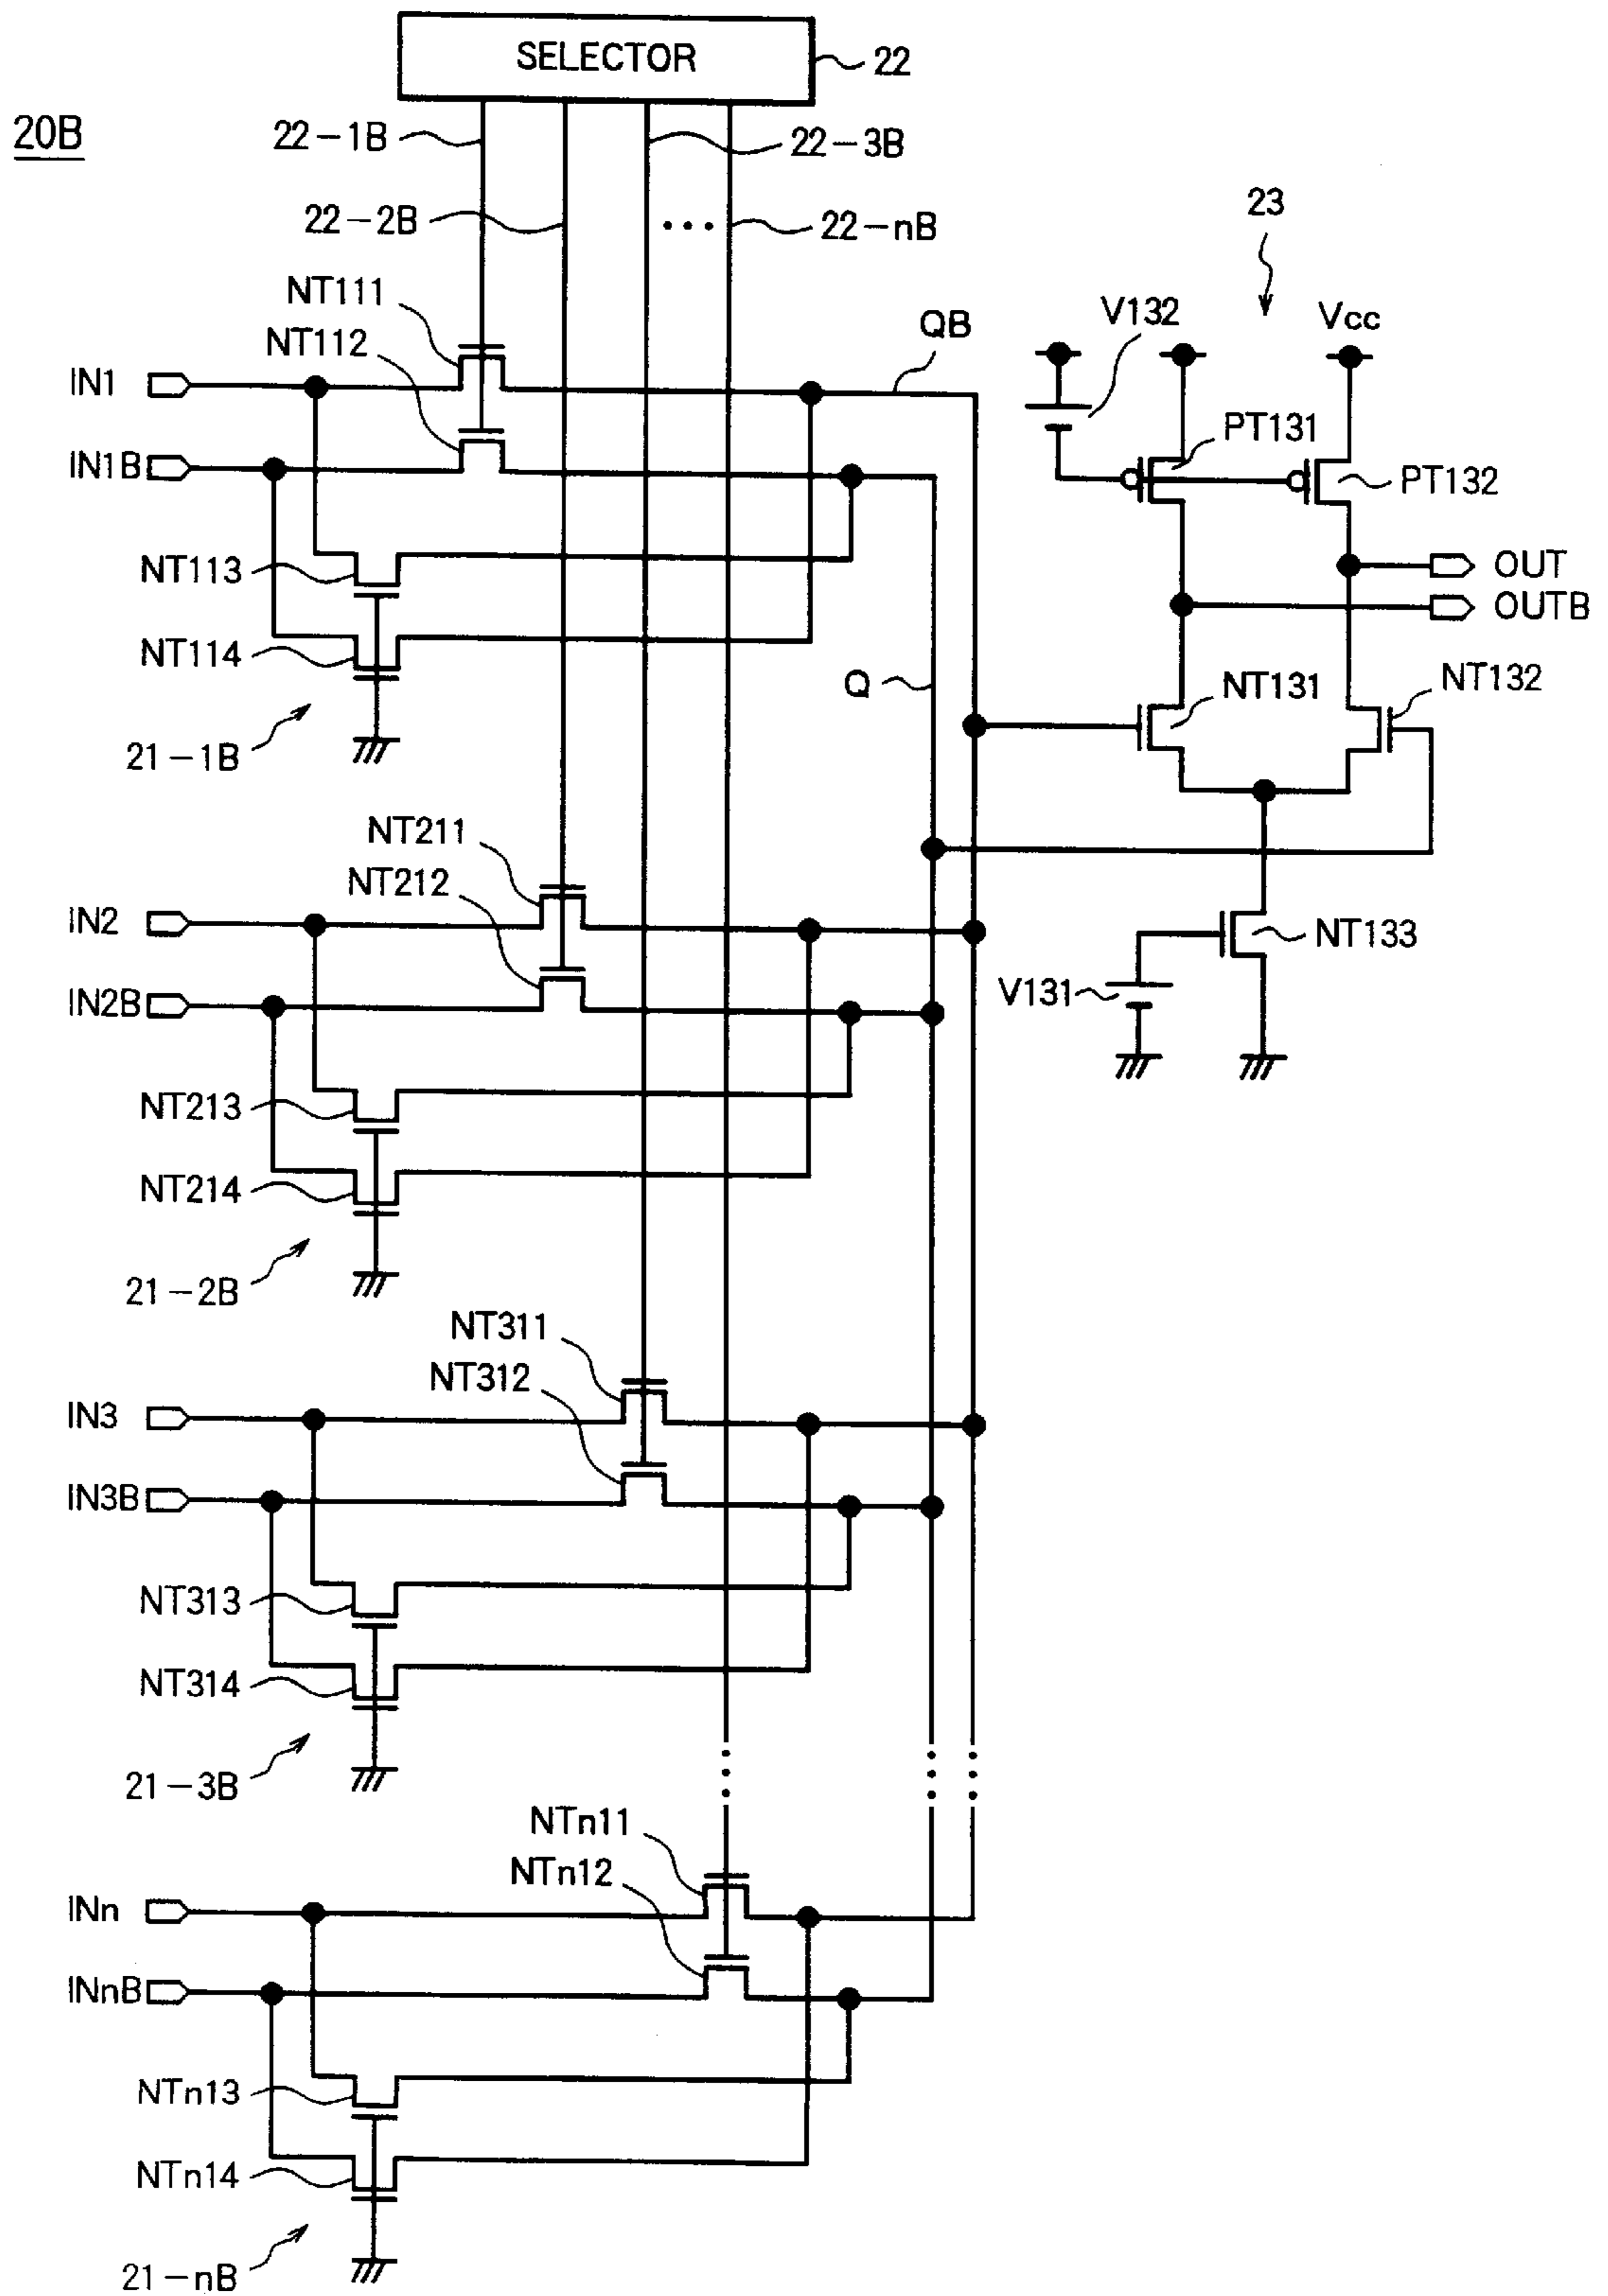 SELECTOR
22
20B
22-1B
22-3B
22-2B
...
22-nB
23
NT111
V132
Vcc
QB
NT112
IN1
PT131
IN1B
PT132
NT113
OUT
OUTB
NT114
Q
NT131
NT132
21-1B
NT211
NT212
IN2
NT133
V131
IN2B
NT213
NT214
21-2B
NT311
NT312
IN3
IN3B
NT313
NT314
21-3B
NTn11
NTn12
INn
INnB
NTn13
NTn14
21-nB